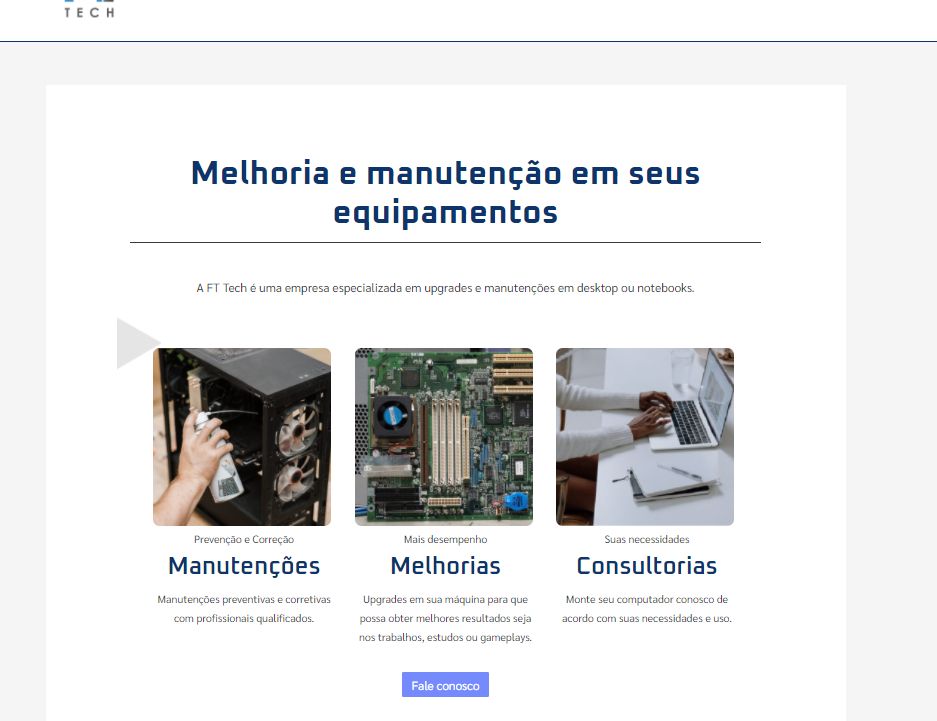 TECH
Melhoria e manutenção em seus
equipamentos
A FT Tech é uma empresa especializada em upgrades e manutenções em desktop ou notebooks.
Prevenção e Correção
Manutenções
Manutenções preventivas e corretivas
com profissionais qualificados.
Mais desempenho
Melhorias
Upgrades em sua máquina para que
possa obter melhores resultados seja
nos trabalhos, estudos ou gameplays.
Suas necessidades
Consultorias
Monte seu computador conosco de
acordo com suas necessidades e uso.
Fale conosco